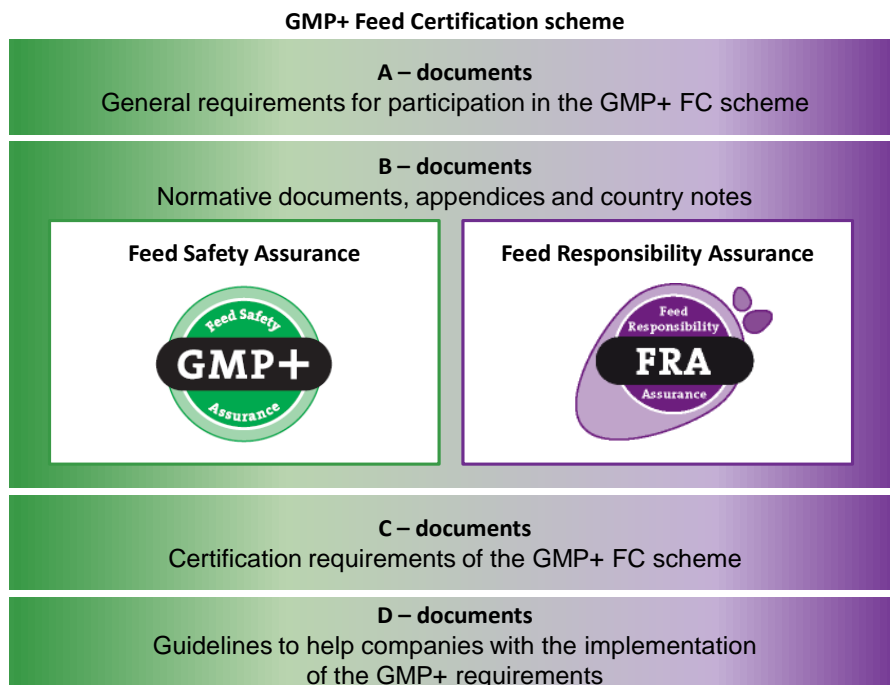 GMP+ Feed Certification scheme
A – documents
General requirements for participation in the GMP+ FC scheme
B – documents
Normative documents, appendices and country notes
Feed Safety Assurance
Feed Safety
GMP+
Assurance
Feed Responsibility Assurance
Feed
Responsibility
FRA
Assurance
C – documents
Certification requirements of the GMP+ FC scheme
D – documents
Guidelines to help companies with the implementation
of the GMP+ requirements